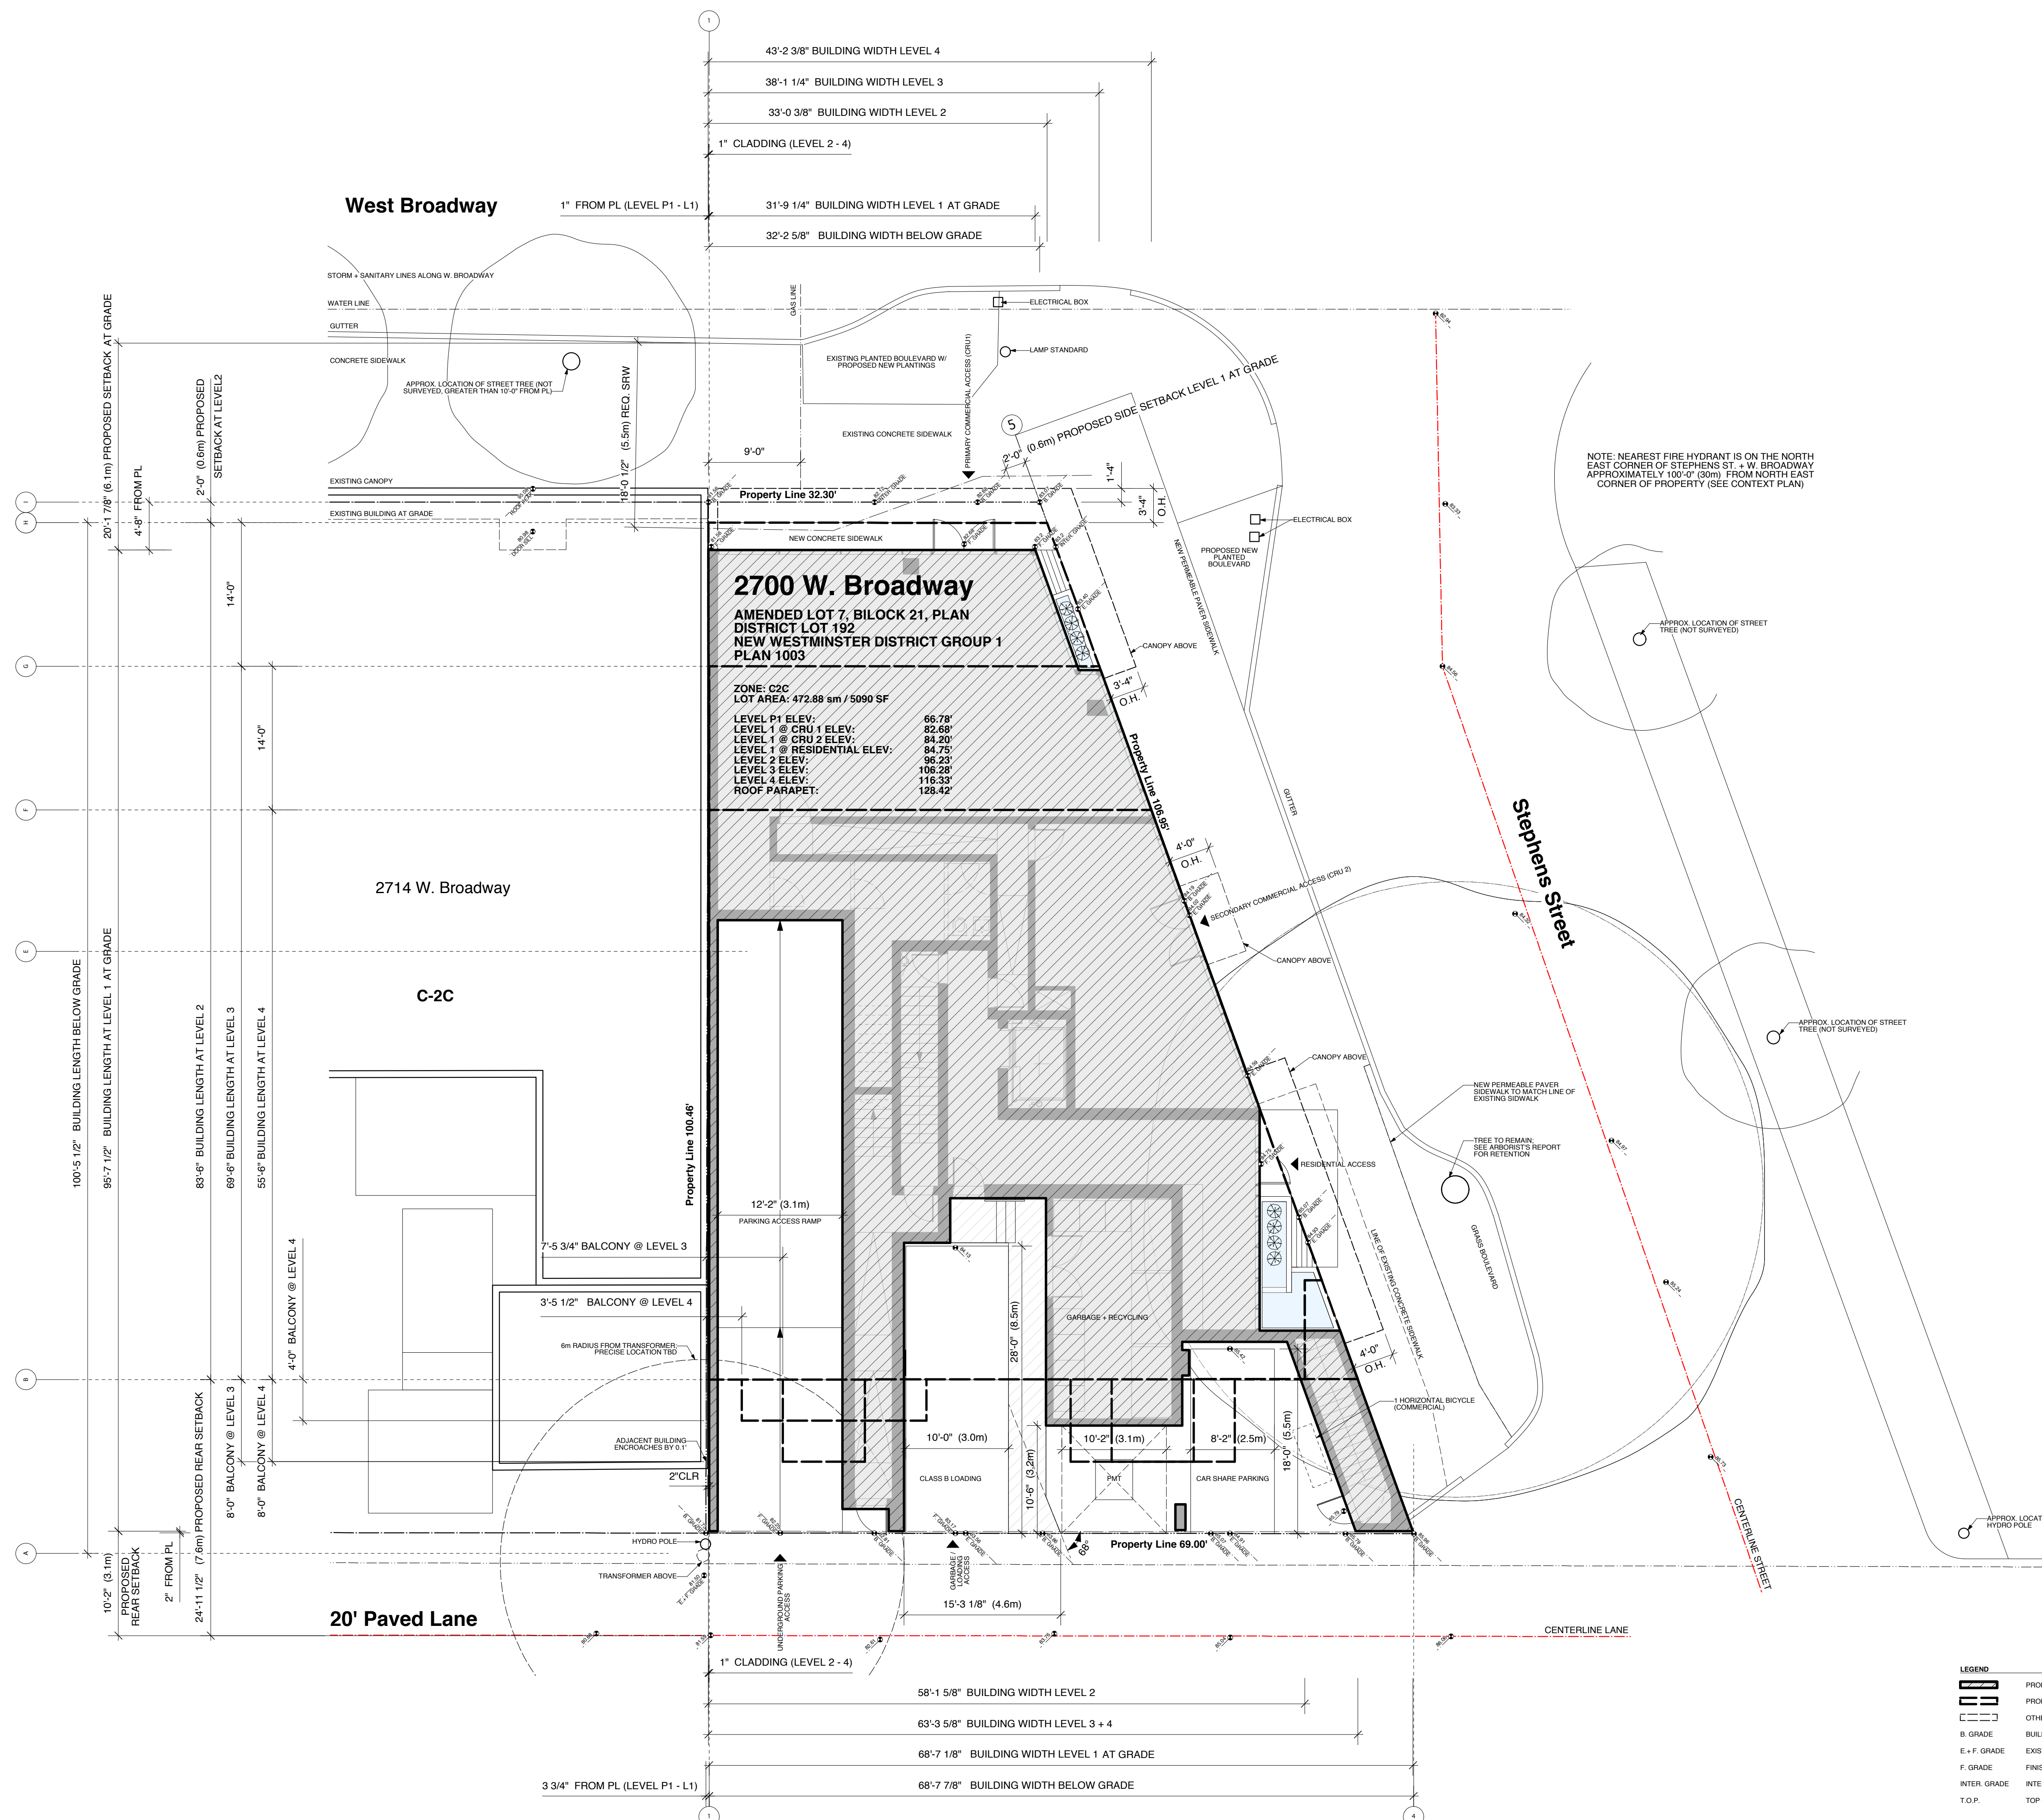 1
43'-2 3/8" BUILDING WIDTH LEVEL 4
38'-1 1/4" BUILDING WIDTH LEVEL 3
33'-0 3/8" BUILDING WIDTH LEVEL 2
1" CLADDING (LEVEL 2 - 4)
West Broadway
1" FROM PL (LEVEL P1 - L1)
31'-9 1/4" BUILDING WIDTH LEVEL 1 AT GRADE
32'-2 5/8" BUILDING WIDTH BELOW GRADE
STORM + SANITARY LINES ALONG W. BROADWAY
WATER LINE
GUTTER
CONCRETE SIDEWALK
GAS LINE
ELECTRICAL BOX
LAMP STANDARD
EXISTING PLANTED BOULEVARD W/
PROPOSED NEW PLANTINGS
APPROX. LOCATION OF STREET TREE (NOT
SURVEYED, GREATER THAN 10'-0" FROM PL)
18'-0 1/2" (5.5m) REQ. SRW
PRIMARY COMMERCIAL ACCESS (CRU1)
EXISTING CONCRETE SIDEWALK
9'-0"
5
2'-0" (0.6m) PROPOSED SIDE SETBACK LEVEL 1 AT GRADE
1'-4"
3'-4"
O.H.
20'-1 7/8" (6.1m) PROPOSED SETBACK AT GRADE
4'-8" FROM PL
2'-0" (0.6m) PROPOSED
SETBACK AT LEVEL2
EXISTING CANOPY
EXISTING BUILDING AT GRADE
Property Line 32.30'
NEW CONCRETE SIDEWALK
NOTE: NEAREST FIRE HYDRANT IS ON THE NORTH
EAST CORNER OF STEPHENS ST. + W. BROADWAY
APPROXIMATELY 100'-0" (30m) FROM NORTH EAST
CORNER OF PROPERTY (SEE CONTEXT PLAN)
ELECTRICAL BOX
PROPOSED NEW
PLANTED
BOULEVARD
NEW PERMEABLE PAVER SIDEWALK
APPROX. LOCATION OF STREET
TREE (NOT SURVEYED)
H
G
F
E
B
A
14'-0"
14'-0"
2700 W. Broadway
AMENDED LOT 7, BILOCK 21, PLAN
DISTRICT LOT 192
NEW WESTMINSTER DISTRICT GROUP 1
PLAN 1003
ZONE: C2C
LOT AREA: 472.88 sm / 5090 SF
LEVEL P1 ELEV: 66.78'
LEVEL 1 @ CRU 1 ELEV: 82.68'
LEVEL 1 @ CRU 2 ELEV: 84.20'
LEVEL 1 @ RESIDENTIAL ELEV: 84.75'
LEVEL 2 ELEV: 96.23'
LEVEL 3 ELEV: 106.28'
LEVEL 4 ELEV: 116.33'
ROOF PARAPET: 128.42'
CANOPY ABOVE
3'-4"
O.H.
Property Line 106.95'
GUTTER
Stephens Street
4'-0"
O.H.
SECONDARY COMMERCIAL ACCESS (CRU 2)
CANOPY ABOVE
2714 W. Broadway
C-2C
100'-5 1/2" BUILDING LENGTH BELOW GRADE
95'-7 1/2" BUILDING LENGTH AT LEVEL 1 AT GRADE
83'-6" BUILDING LENGTH AT LEVEL 2
69'-6" BUILDING LENGTH AT LEVEL 3
55'-6" BUILDING LENGTH AT LEVEL 4
APPROX. LOCATION OF STREET
TREE (NOT SURVEYED)
CANOPY ABOVE
NEW PERMEABLE PAVER
SIDEWALK TO MATCH LINE OF
EXISTING SIDWALK
TREE TO REMAIN;
SEE ARBORIST'S REPORT
FOR RETENTION
Property Line 100.46'
RESIDENTIAL ACCESS
12'-2" (3.1m)
PARKING ACCESS RAMP
7'-5 3/4" BALCONY @ LEVEL 3
3'-5 1/2" BALCONY @ LEVEL 4
4'-0" BALCONY @ LEVEL 4
6m RADIUS FROM TRANSFORMER;
PRECISE LOCATION TBD
28'-0" (8.5m)
GARBAGE + RECYCLING
LINE OF EXISTING CONCRETE SIDEWALK
GRASS BOULEVARD
4'-0"
O.H.
1 HORIZONTAL BICYCLE
(COMMERCIAL)
24'-11 1/2" (7.6m) PROPOSED REAR SETBACK
8'-0" BALCONY @ LEVEL 3
8'-0" BALCONY @ LEVEL 4
ADJACENT BUILDING
ENCROACHES BY 0.1'
2"CLR
10'-0" (3.0m)
CLASS B LOADING
10'-6" (3.2m)
10'-2" (3.1m)
PMT
8'-2" (2.5m)
CAR SHARE PARKING
18'-0" (5.5m)
10'-2" (3.1m)
PROPOSED
REAR SETBACK
2" FROM PL
HYDRO POLE
TRANSFORMER ABOVE
UNDERGROUND PARKING
ACCESS
GARBAGE /
LOADING
ACCESS
68°
Property Line 69.00'
15'-3 1/8" (4.6m)
20' Paved Lane
CENTERLINE STREET
CENTERLINE LANE
HYDRO POLE
1" CLADDING (LEVEL 2 - 4)
58'-1 5/8" BUILDING WIDTH LEVEL 2
63'-3 5/8" BUILDING WIDTH LEVEL 3 + 4
68'-7 1/8" BUILDING WIDTH LEVEL 1 AT GRADE
3 3/4" FROM PL (LEVEL P1 - L1)
68'-7 7/8" BUILDING WIDTH BELOW GRADE
1
4
LEGEND
B. GRADE
E.+ F. GRADE
F. GRADE
INTER. GRADE
T.O.P. TOP